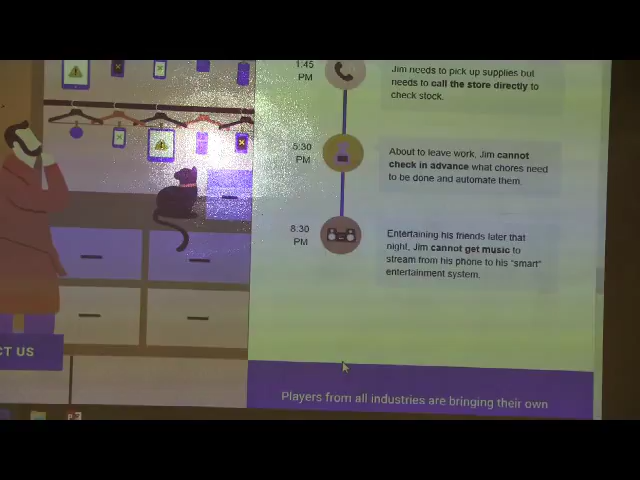 1:45
PM
Jim needs to pick up supplies but
needs to call the store directly to
check stock.
5:30
PM
About to leave work, Jim cannot
check in advance what chores need
to be done and automate them.
8:30
PM
Entertaining his friends later that
night, Jim cannot get music to
stream from his phone to his "smart"
entertainment system.
CT US
Players from all industries are bringing their own